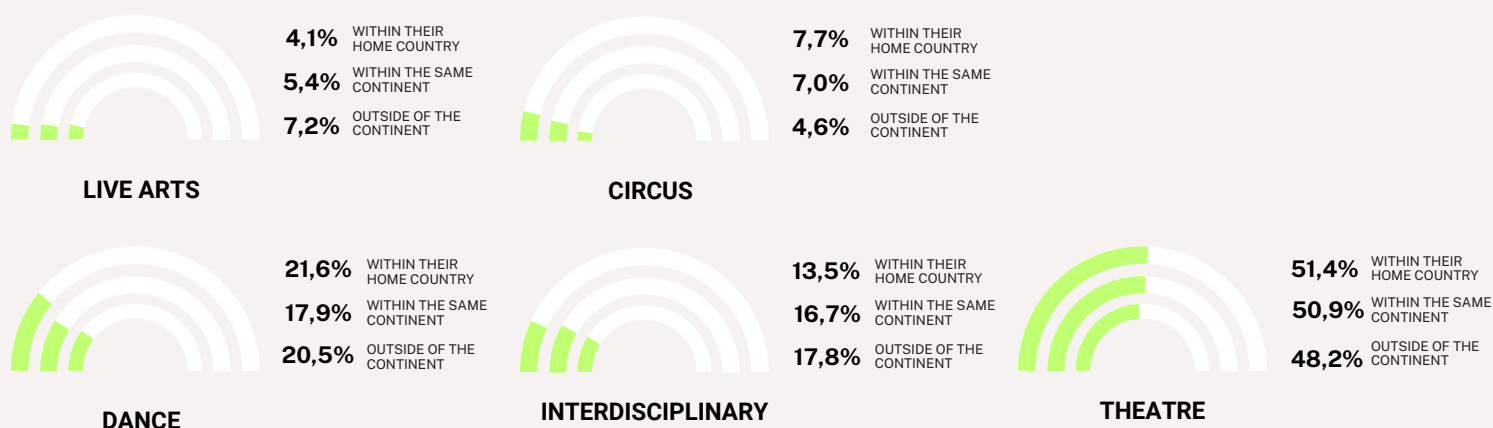 4,1% WITHIN THEIR
HOME COUNTRY
5,4% WITHIN THE SAME
CONTINENT
7,2% OUTSIDE OF THE
CONTINENT
LIVE ARTS
7,7% WITHIN THEIR
HOME COUNTRY
7,0% WITHIN THE SAME
CONTINENT
4,6% OUTSIDE OF THE
CONTINENT
CIRCUS
21,6% WITHIN THEIR
HOME COUNTRY
17,9% WITHIN THE SAME
CONTINENT
20,5% OUTSIDE OF THE
CONTINENT
DANCE
13,5% WITHIN THEIR
HOME COUNTRY
16,7% WITHIN THE SAME
CONTINENT
17,8% OUTSIDE OF THE
CONTINENT
INTERDISCIPLINARY
51,4% WITHIN THEIR
HOME COUNTRY
50,9% WITHIN THE SAME
CONTINENT
48,2% OUTSIDE OF THE
CONTINENT
THEATRE